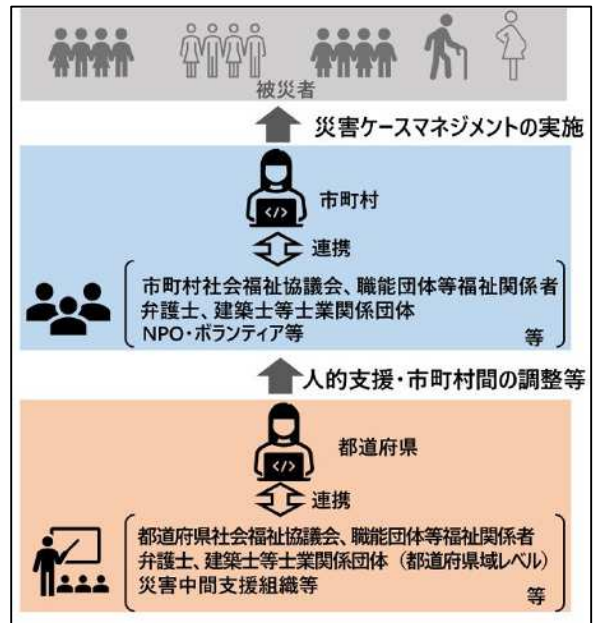 被災者
災害ケースマネジメントの実施
</>
市町村
連携
市町村社会福祉協議会、職能団体等福祉関係者
弁護士、建築士等士業関係団体
NPO・ボランティア等
等
人的支援・市町村間の調整等
</>
都道府県
連携
都道府県社会福祉協議会、職能団体等福祉関係者
弁護士、建築士等士業関係団体（都道府県域レベル）
災害中間支援組織等
等